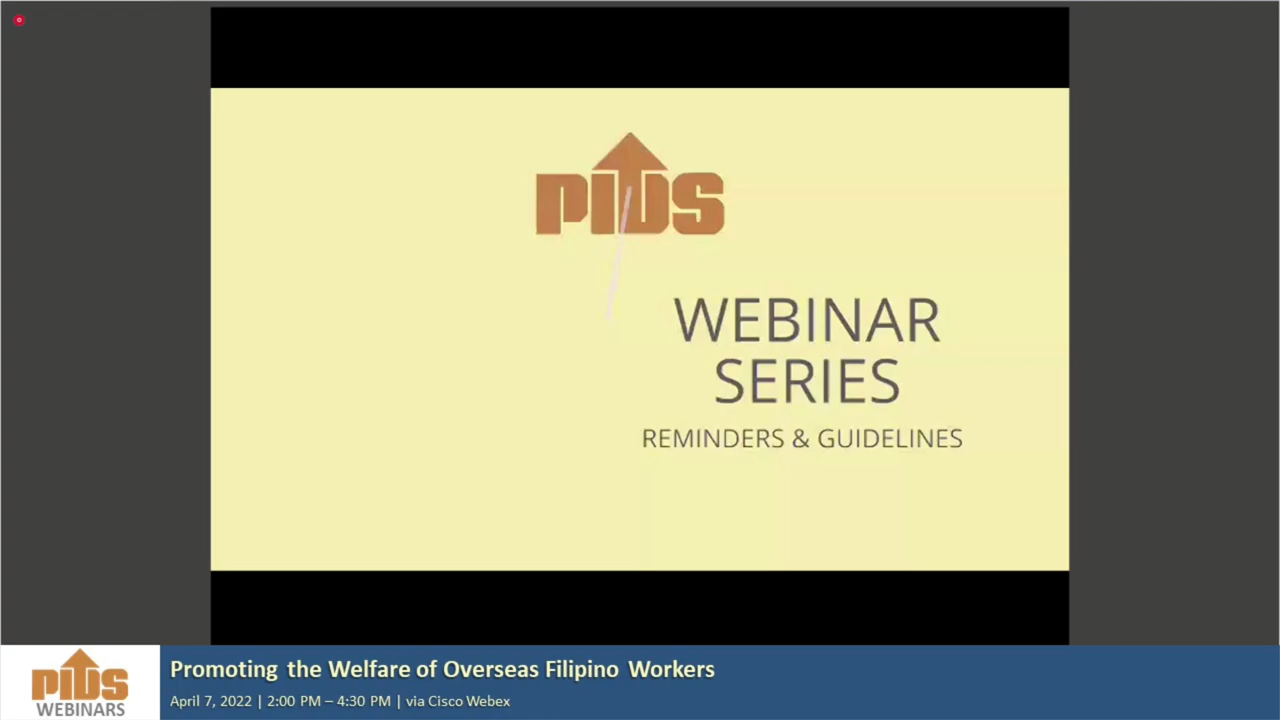 PIDS
WEBINAR
SERIES
REMINDERS & GUIDELINES
PIDS
WEBINARS
Promoting the Welfare of Overseas Filipino Workers
April 7, 2022 | 2:00 PM – 4:30 PM | via Cisco Webex